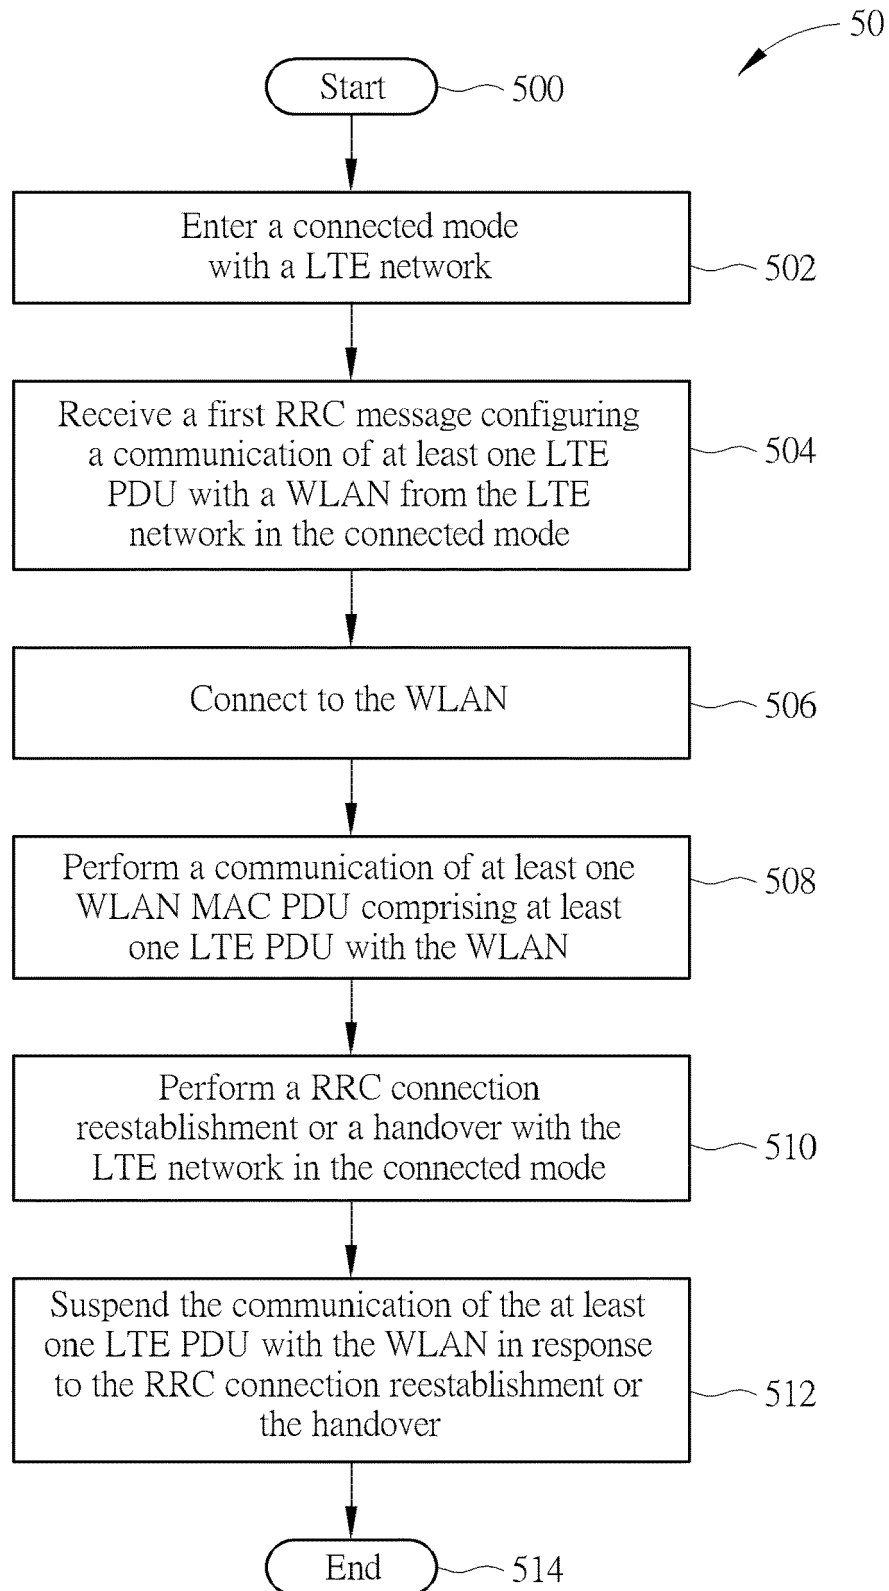 50
Start
500
Enter a connected mode
with a LTE network
502
Receive a first RRC message configuring
a communication of at least one LTE
PDU with a WLAN from the LTE
network in the connected mode
504
Connect to the WLAN
506
Perform a communication of at least one
WLAN MAC PDU comprising at least
one LTE PDU with the WLAN
508
Perform a RRC connection
reestablishment or a handover with the
LTE network in the connected mode
510
Suspend the communication of the at least
one LTE PDU with the WLAN in response
to the RRC connection reestablishment or
the handover
512
End
514